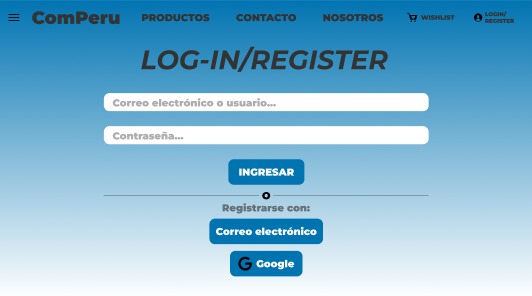 ComPeru PRODUCTOS CONTACTO NOSOTROS WISHLIST LOGIN/
REGISTER
LOG-IN/REGISTER
Correo electrónico o usuario...
Contraseña...
INGRESAR
O
Registrarse con:
Correo electrónico
Google